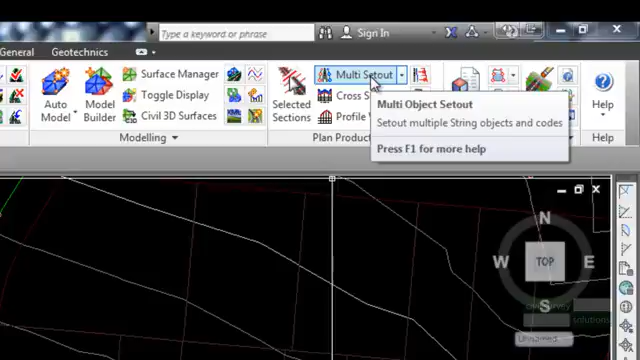 Type a keyword or phrase
Sign In
General
Geotechnics
Auto
Model
Model
Builder
Surface Manager
Toggle Display
Civil 3D Surfaces
Modelling
Selected
Sections
Multi Setout
Cross S
Profile
Plan Produc
Help
Help
Multi Object Setout
Setout multiple String objects and codes
Press F1 for more help
N
W
TOP
E
S
solutions
Unnamed